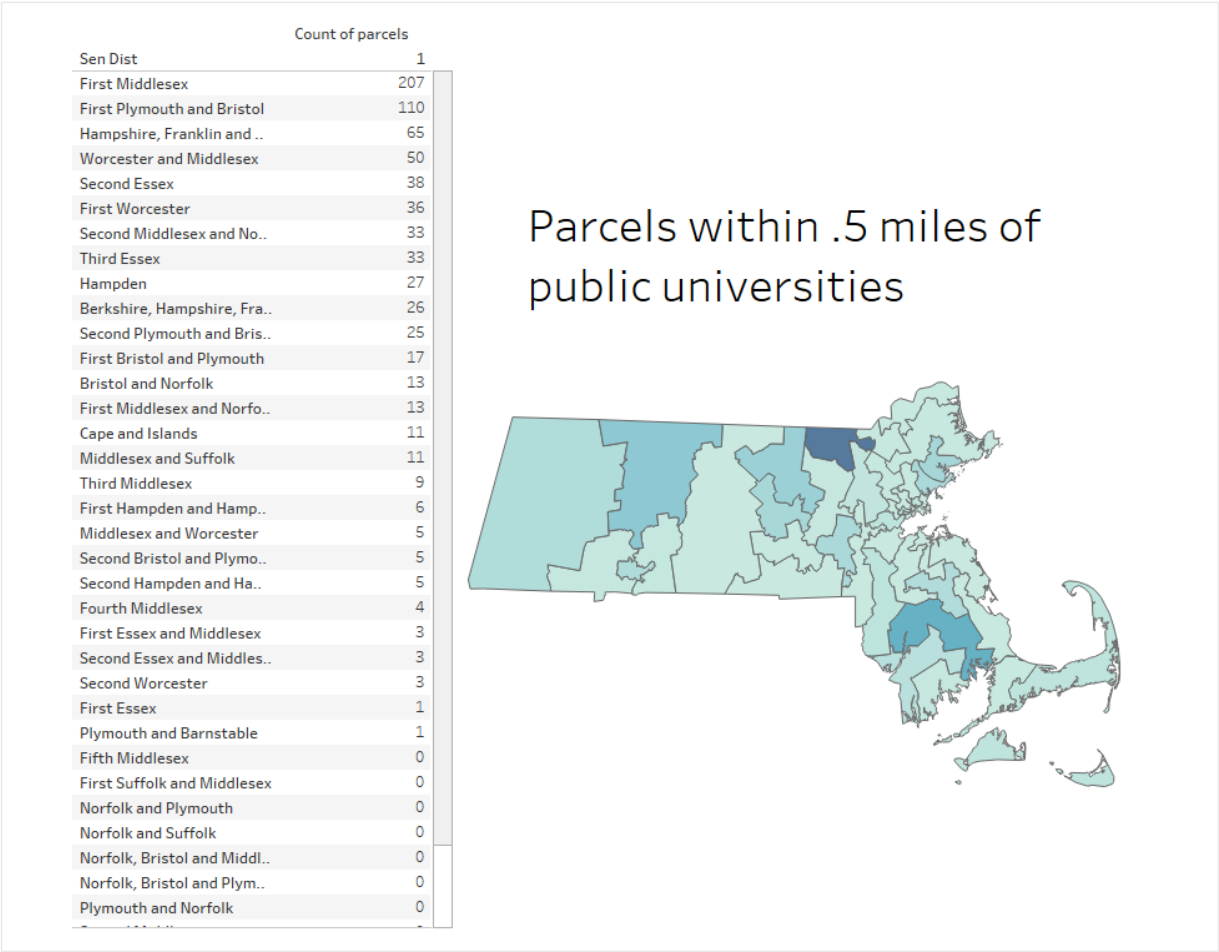 Count of parcels
Sen Dist 1
First Middlesex 207
First Plymouth and Bristol 110
Hampshire, Franklin and .. 65
Worcester and Middlesex 50
Second Essex 38
First Worcester 36
Second Middlesex and No.. 33
Third Essex 33
Hampden 27
Berkshire, Hampshire, Fra.. 26
Second Plymouth and Bris.. 25
First Bristol and Plymouth 17
Bristol and Norfolk 13
First Middlesex and Norfo.. 13
Cape and Islands 11
Middlesex and Suffolk 11
Third Middlesex 9
First Hampden and Hamp.. 6
Middlesex and Worcester 5
Second Bristol and Plymo.. 5
Second Hampden and Ha.. 5
Fourth Middlesex 4
First Essex and Middlesex 3
Second Essex and Middles.. 3
Second Worcester 3
First Essex 1
Plymouth and Barnstable 1
Fifth Middlesex 0
First Suffolk and Middlesex 0
Norfolk and Plymouth 0
Norfolk and Suffolk 0
Norfolk, Bristol and Middl.. 0
Norfolk, Bristol and Plym.. 0
Plymouth and Norfolk 0
Parcels within .5 miles of
public universities